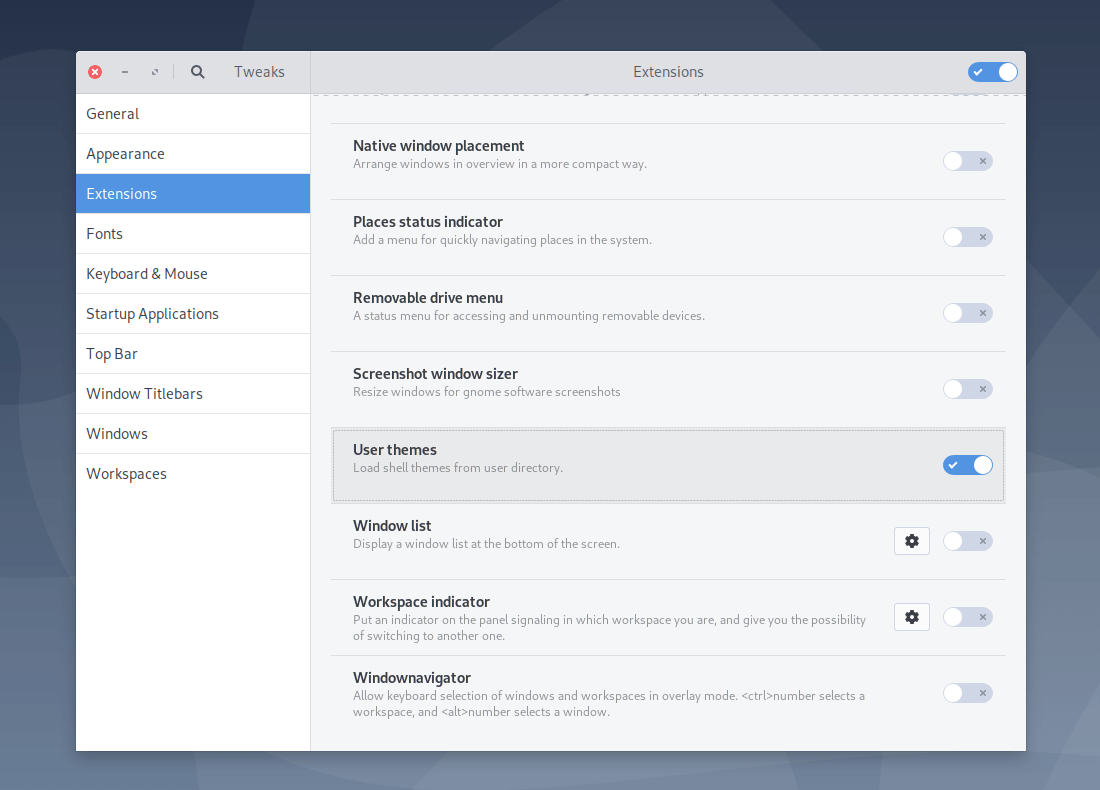 Tweaks
Extensions
General
Appearance
Extensions
Fonts
Keyboard & Mouse
Startup Applications
Top Bar
Window Titlebars
Windows
Workspaces
Native window placement
Arrange windows in overview in a more compact way.
Places status indicator
Add a menu for quickly navigating places in the system.
Removable drive menu
A status menu for accessing and unmounting removable devices.
Screenshot window sizer
Resize windows for gnome software screenshots
User themes
Load shell themes from user directory.
Window list
Display a window list at the bottom of the screen.
Workspace indicator
Put an indicator on the panel signaling in which workspace you are, and give you the possibility
of switching to another one.
Windownavigator
Allow keyboard selection of windows and workspaces in overlay mode. <ctrl>number selects a
workspace, and <alt>number selects a window.